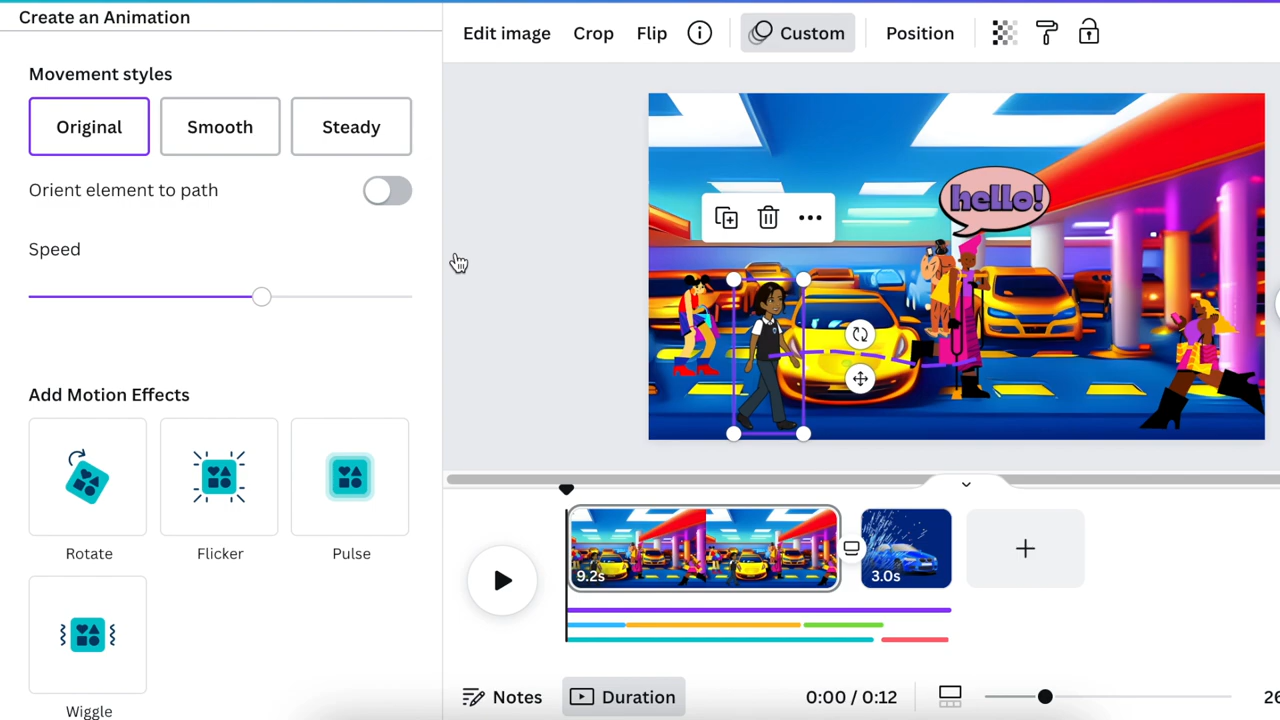 Create an Animation
Movement styles
Original Smooth Steady
Orient element to path
Speed
Add Motion Effects
Rotate Flicker Pulse
Wiggle
Edit image Crop Flip Custom Position
hello!
9.2s 3.0s
Notes Duration 0:00 / 0:12 26